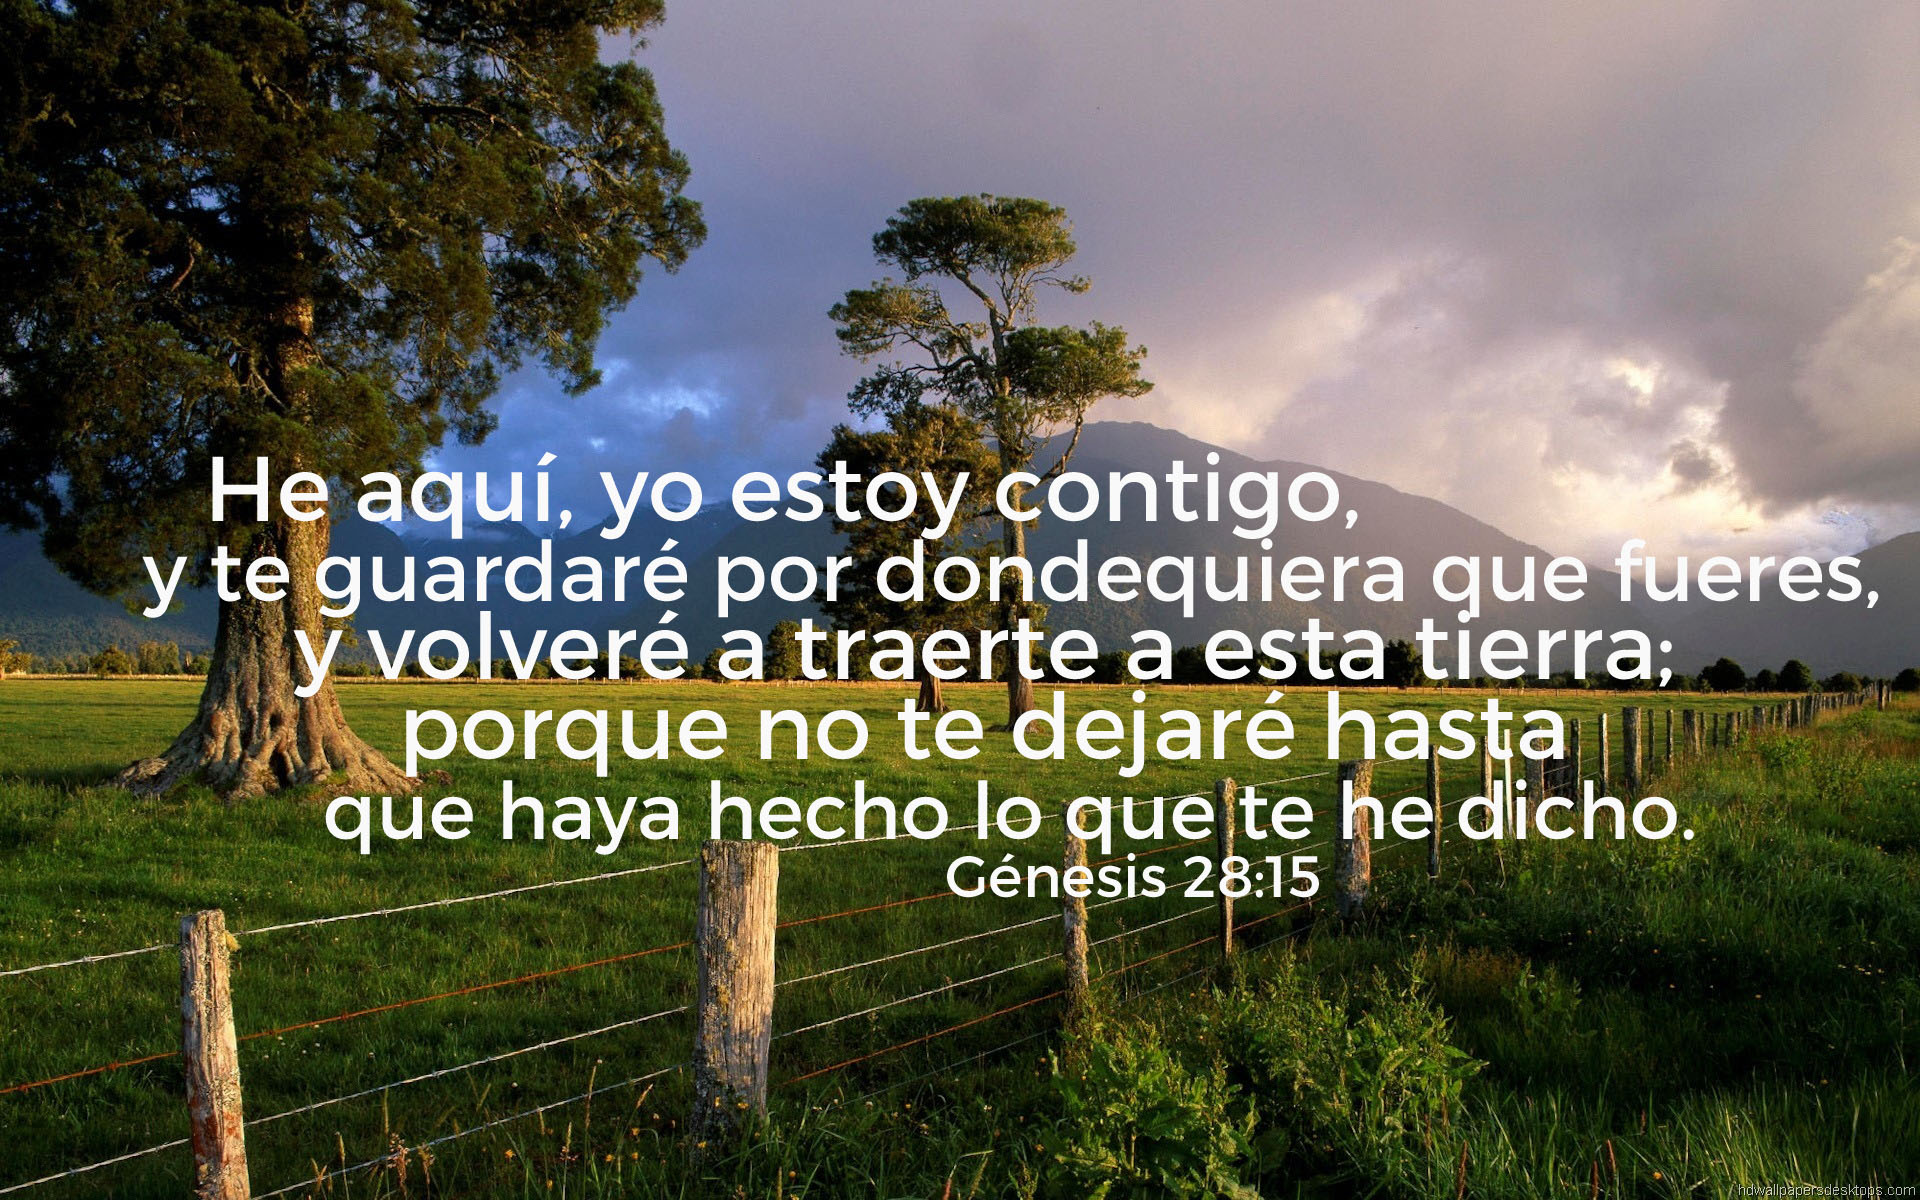 He aquí, yo estoy contigo,
y te guardaré por dondequiera que fueres,
y volveré a traerte a esta tierra;
porque no te dejaré hasta
que haya hecho lo que te he dicho.
Génesis 28:15
hdwallpapersdesktops.com